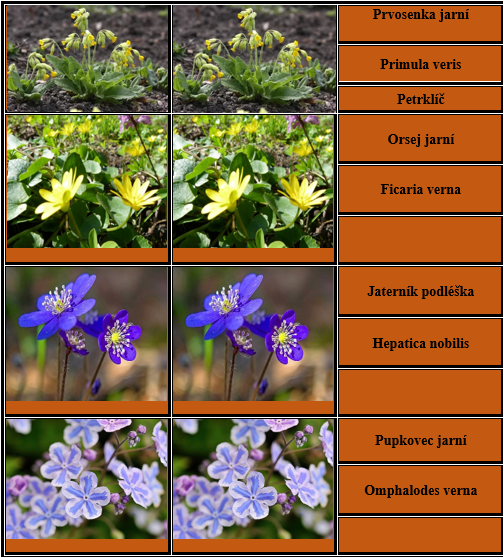 Prvosenka jarní
Primula veris
Petrklíč
Orsej jarní
Ficaria verna
Jaterník podléška
Hepatica nobilis
Pupkovec jarní
Omphalodes verna